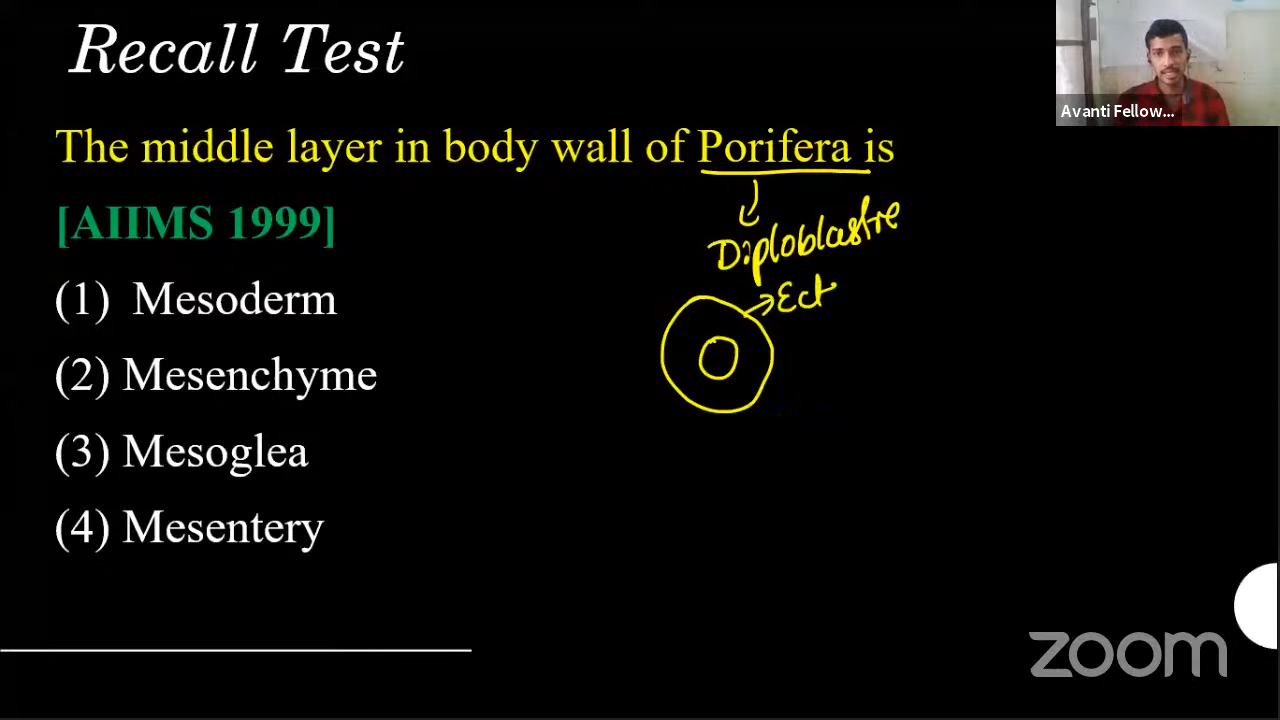 Recall Test
Avanti Fellow...
The middle layer in body wall of Porifera is
[AIIMS 1999]
Diploblastre
(1) Mesoderm
Ect
(2) Mesenchyme
(3) Mesoglea
(4) Mesentery
zoom